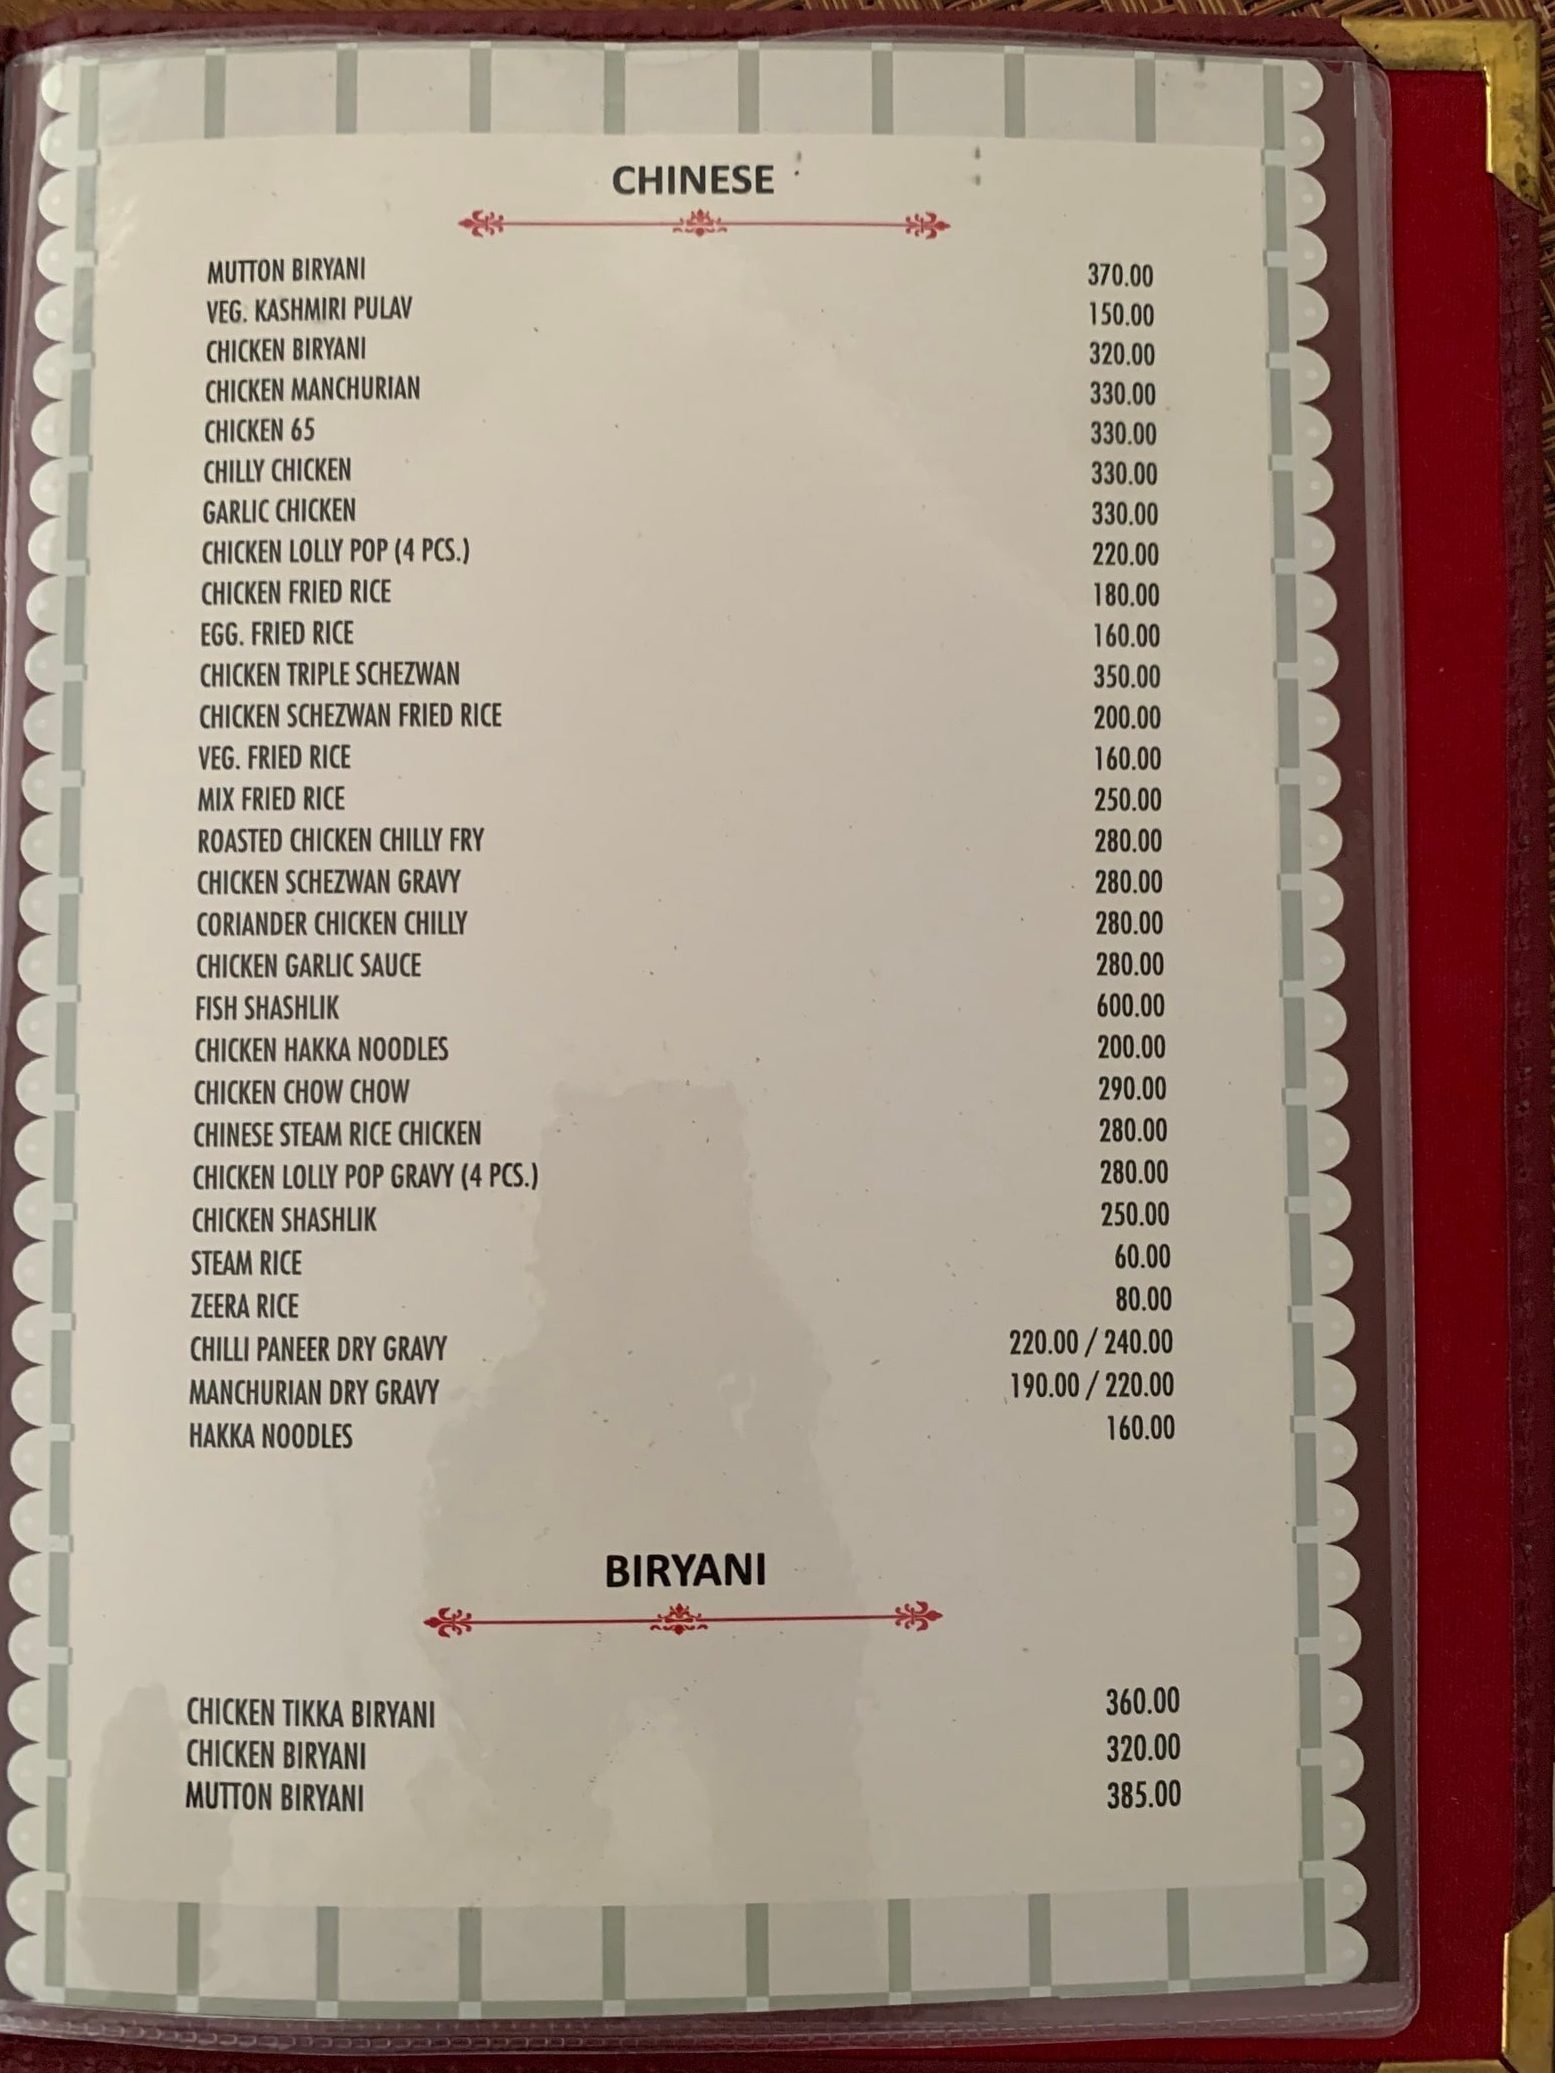 CHINESE
MUTTON BIRYANI 370.00
VEG. KASHMIRI PULAV 150.00
CHICKEN BIRYANI 320.00
CHICKEN MANCHURIAN 330.00
CHICKEN 65 330.00
CHILLY CHICKEN 330.00
GARLIC CHICKEN 330.00
CHICKEN LOLLY POP (4 PCS.) 220.00
CHICKEN FRIED RICE 180.00
EGG. FRIED RICE 160.00
CHICKEN TRIPLE SCHEZWAN 350.00
CHICKEN SCHEZWAN FRIED RICE 200.00
VEG. FRIED RICE 160.00
MIX FRIED RICE 250.00
ROASTED CHICKEN CHILLY FRY 280.00
CHICKEN SCHEZWAN GRAVY 280.00
CORIANDER CHICKEN CHILLY 280.00
CHICKEN GARLIC SAUCE 280.00
FISH SHASHLIK 600.00
CHICKEN HAKKA NOODLES 200.00
CHICKEN CHOW CHOW 290.00
CHINESE STEAM RICE CHICKEN 280.00
CHICKEN LOLLY POP GRAVY (4 PCS.) 280.00
CHICKEN SHASHLIK 250.00
STEAM RICE 60.00
ZEERA RICE 80.00
CHILLI PANEER DRY GRAVY 220.00 / 240.00
MANCHURIAN DRY GRAVY 190.00 / 220.00
HAKKA NOODLES 160.00
BIRYANI
CHICKEN TIKKA BIRYANI 360.00
CHICKEN BIRYANI 320.00
MUTTON BIRYANI 385.00